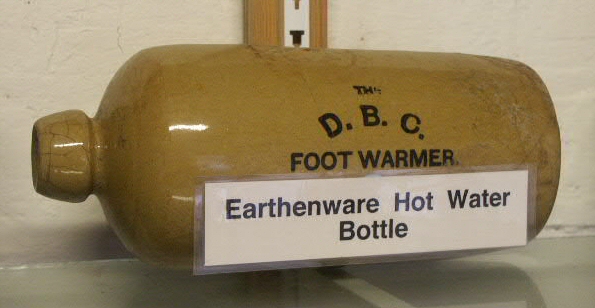 THE
D. B. C.
FOOT WARMER.
Earthenware Hot Water
Bottle